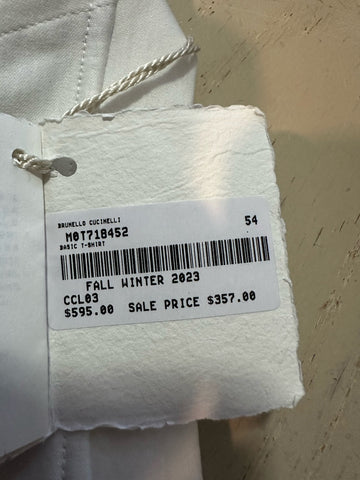 BRUNELLO CUCINELLI 54
M0T718452
BASIC T-SHIRT
FALL WINTER 2023
CCL03
$595.00 SALE PRICE $357.00